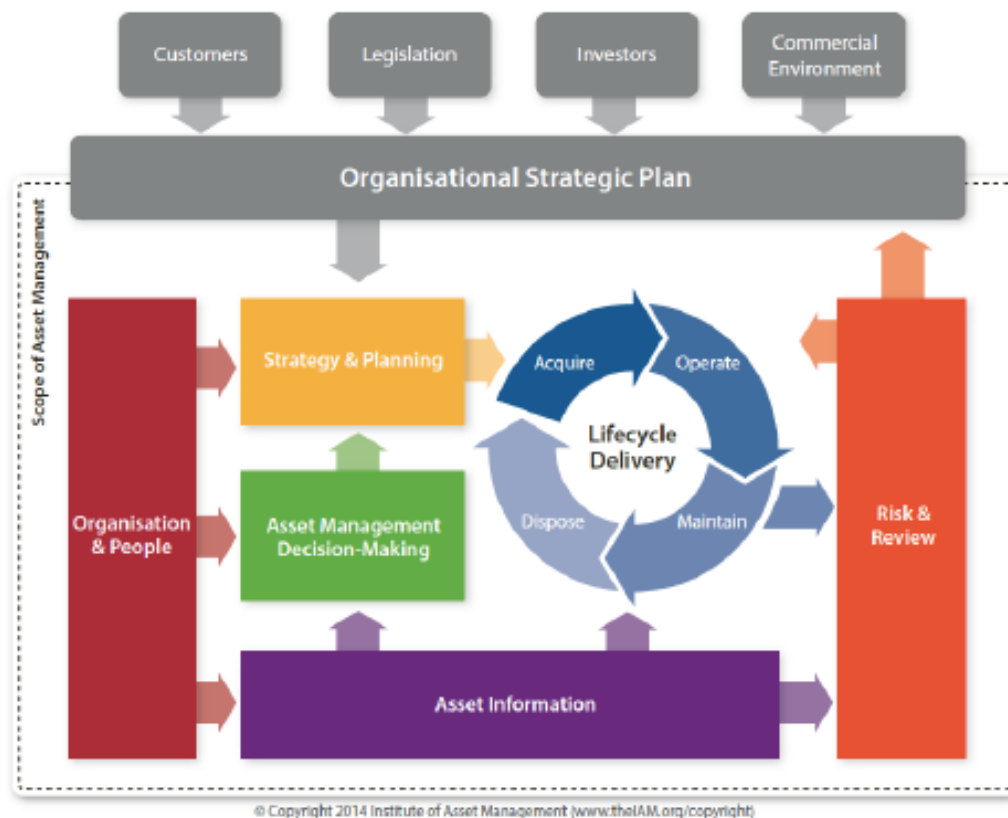 Customers
Legislation
Investors
Commercial
Environment
Organisational Strategic Plan
Scope of Asset Management
Strategy & Planning
Acquire
Operate
Lifecycle
Delivery
Organisation
& People
Asset Management
Decision-Making
Dispose
Maintain
Risk &
Review
Asset Information
© Copyright 2014 Institute of Asset Management (www.theIAM.org/copyright)